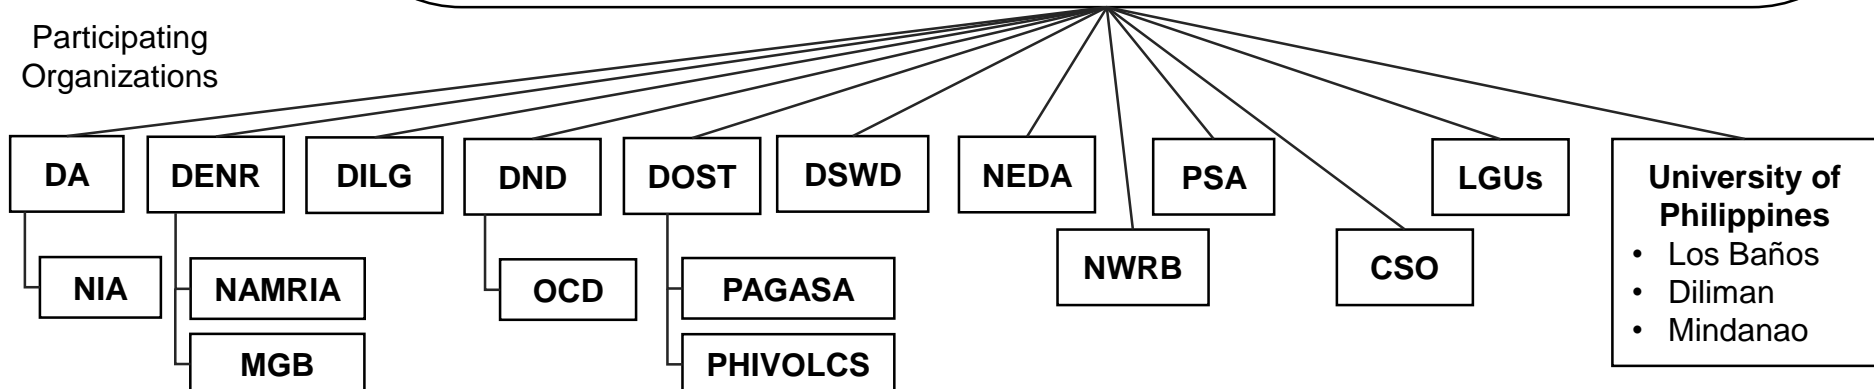 Participating
Organizations
DA
DENR
DILG
DND
DOST
DSWD
NEDA
PSA
LGUs
University of
Philippines
• Los Baños
• Diliman
• Mindanao
NWRB
CSO
NIA
NAMRIA
OCD
PAGASA
MGB
PHIVOLCS